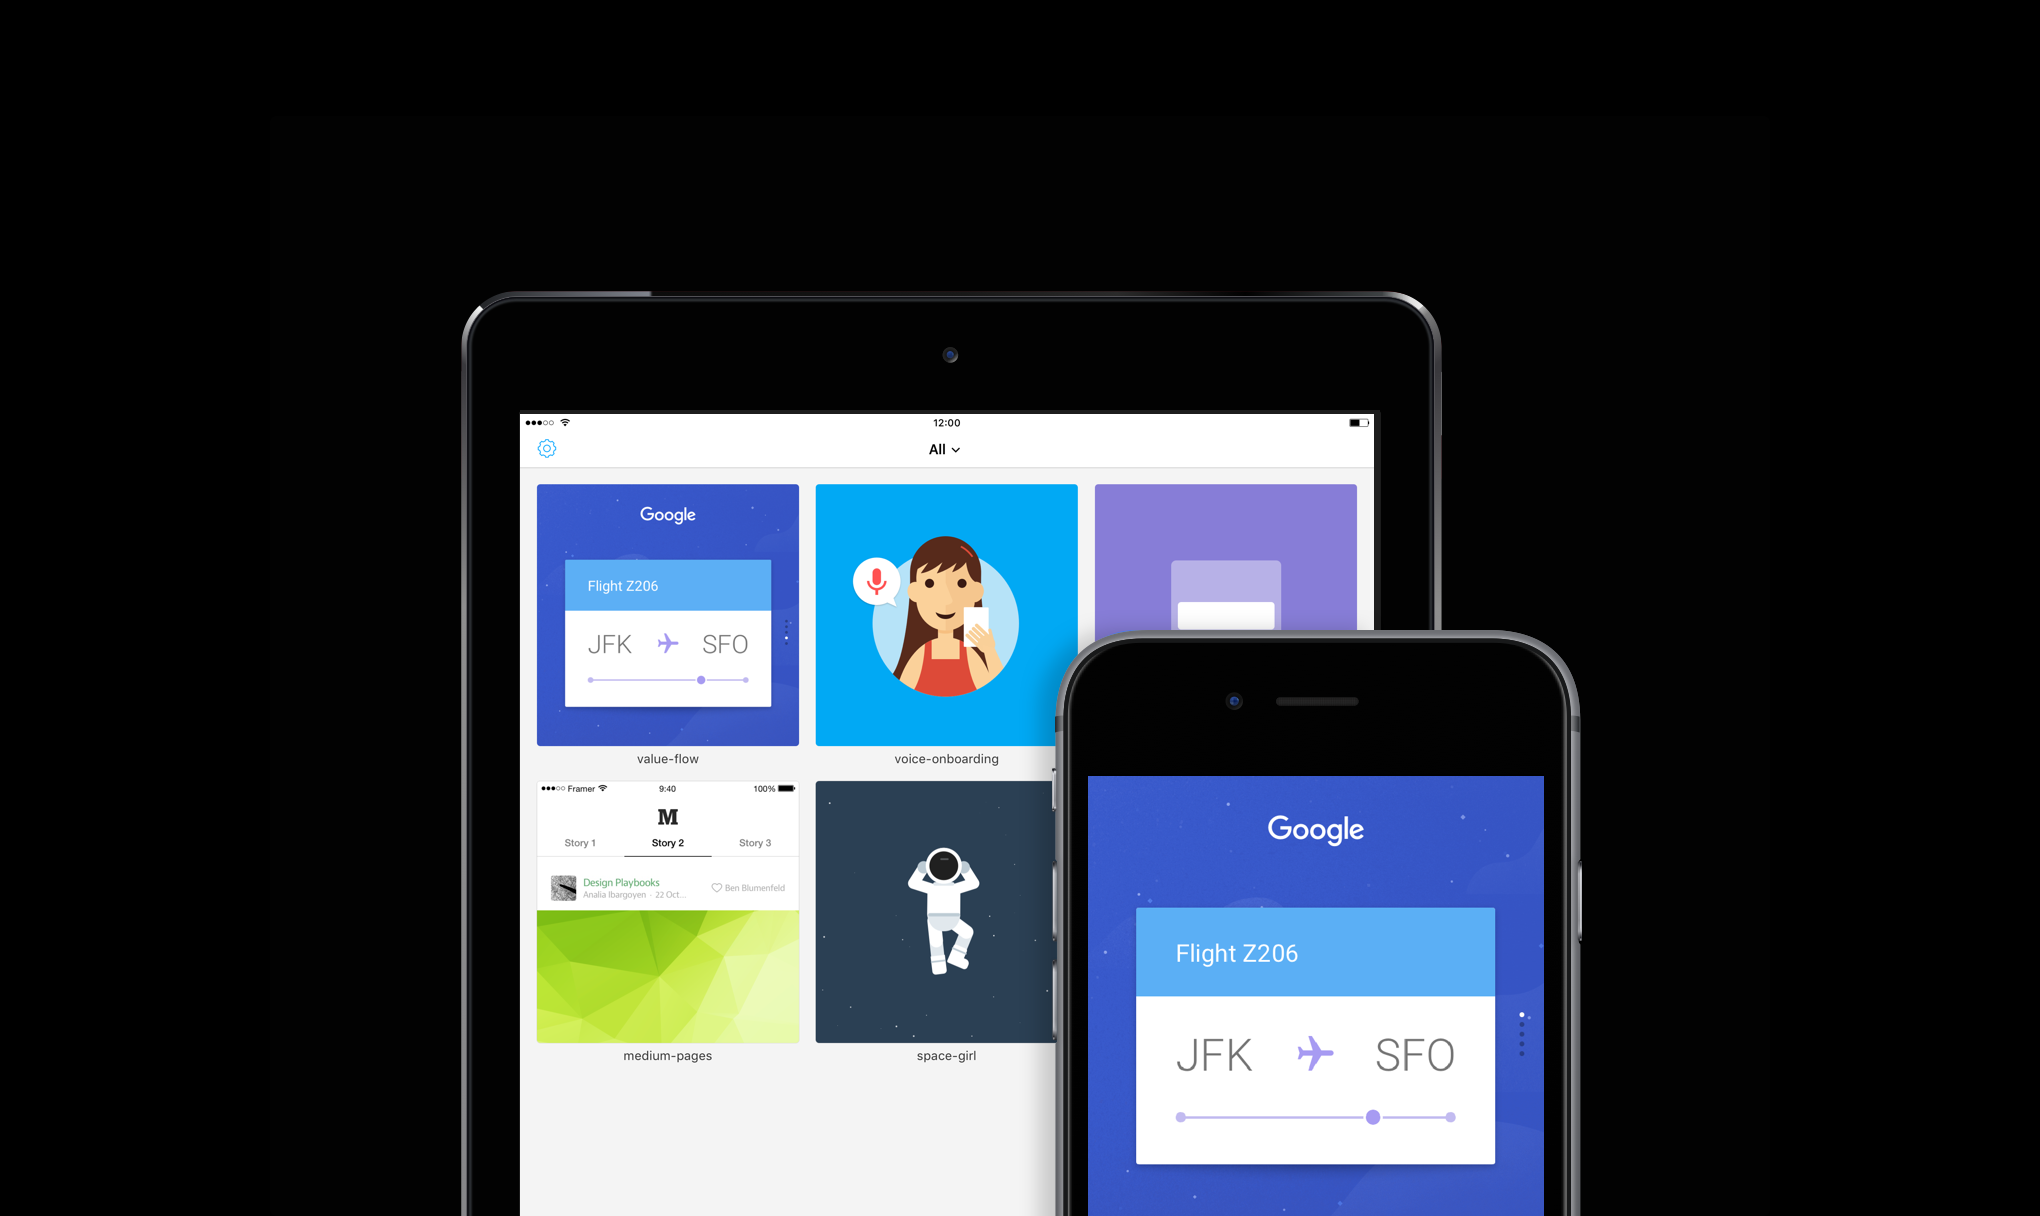 12:00
All
Google
Flight Z206
JFK SFO
value-flow
voice-onboarding
Framer 9:40 100%
M
Story 1 Story 2 Story 3
Design Playbooks
Analia Ibargoyen · 22 Oct...
Ben Blumenfeld
medium-pages
space-girl
Google
Flight Z206
JFK SFO